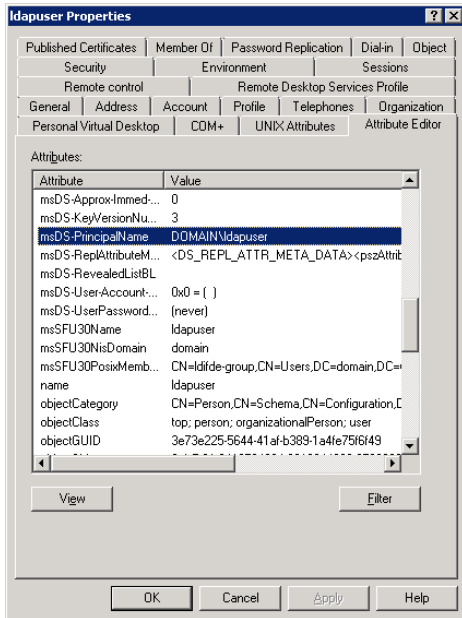 ldapuser Properties
Published Certificates Member Of Password Replication Dial-in Object
Security Environment Sessions
Remote control Remote Desktop Services Profile
General Address Account Profile Telephones Organization
Personal Virtual Desktop COM+ UNIX Attributes Attribute Editor
Attributes:
Attribute Value
msDS-Approx-Immed-... 0
msDS-KeyVersionNu... 3
msDS-PrincipalName DOMAIN\ldapuser
msDS-ReplAttributeM... <DS_REPL_ATTR_META_DATA><pszAttrib
msDS-RevealedListBL
msDS-User-Account-... 0x0 = ( )
msDS-UserPassword... (never)
msSFU30Name ldapuser
msSFU30NisDomain domain
msSFU30PosixMemb... CN=ldifde-group,CN=Users,DC=domain,DC=
name ldapuser
objectCategory CN=Person,CN=Schema,CN=Configuration,D
objectClass top; person; organizationalPerson; user
objectGUID 3e73e225-5644-41af-b389-1a4fe75f6f49
View Filter
OK Cancel Apply Help